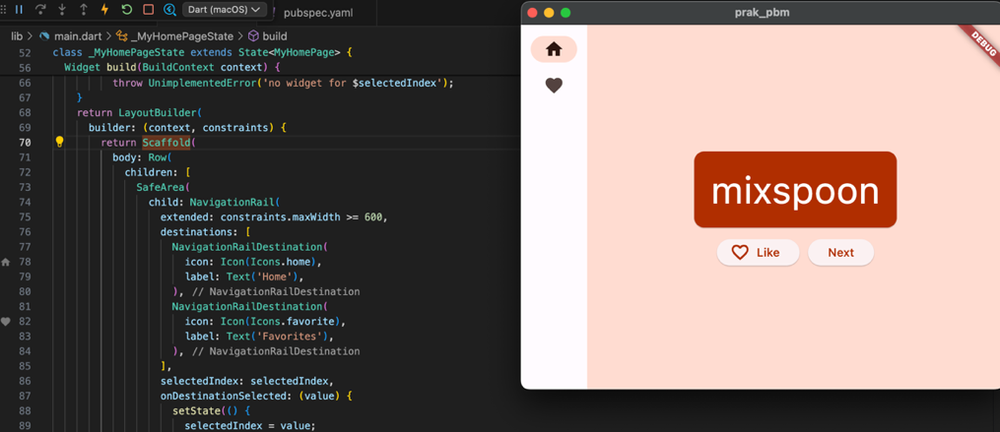 Dart (macOS)
pubspec.yaml
lib > main.dart > _MyHomePageState > build
52 class _MyHomePageState extends State<MyHomePage> {
56 Widget build(BuildContext context) {
66 throw UnimplementedError('no widget for $selectedIndex');
67 }
68 return LayoutBuilder(
69 builder: (context, constraints) {
70 return Scaffold(
71 body: Row(
72 children: [
73 SafeArea(
74 child: NavigationRail(
75 extended: constraints.maxWidth >= 600,
76 destinations: [
77 NavigationRailDestination(
78 icon: Icon(Icons.home),
79 label: Text('Home'),
80 ), // NavigationRailDestination
81 NavigationRailDestination(
82 icon: Icon(Icons.favorite),
83 label: Text('Favorites'),
84 ), // NavigationRailDestination
85 ],
86 selectedIndex: selectedIndex,
87 onDestinationSelected: (value) {
88 setState(() {
89 selectedIndex = value;
prak_pbm
DEBUG
mixspoon
Like
Next